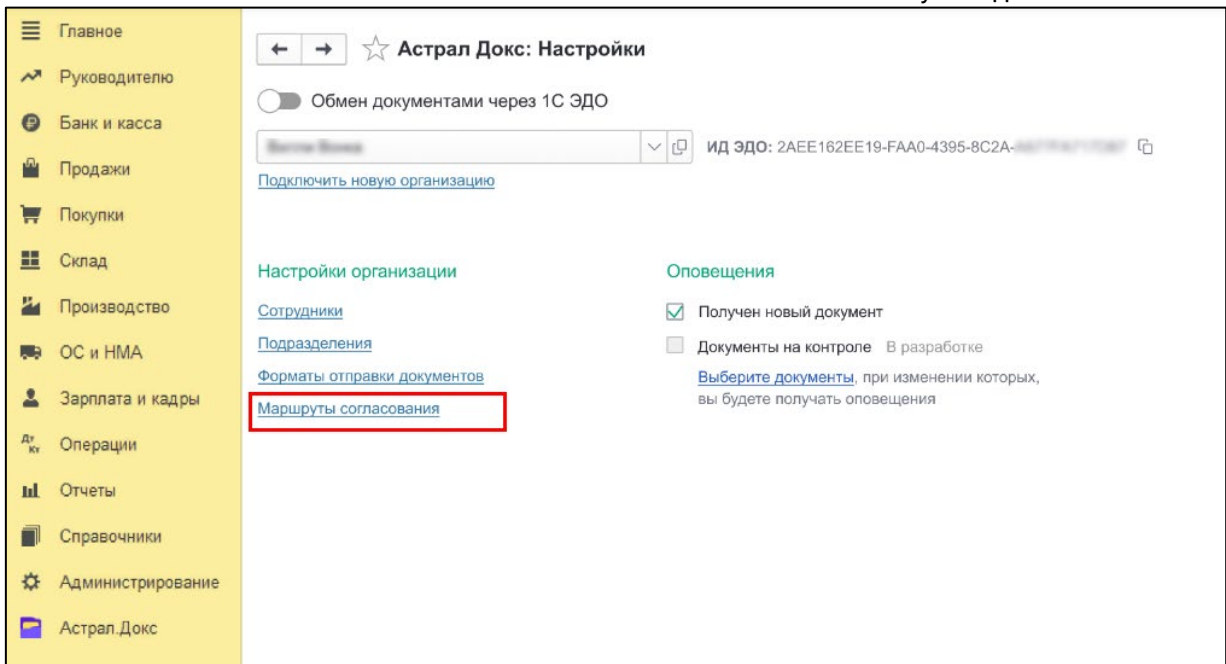 Главное
Руководителю
Банк и касса
Продажи
Покупки
Склад
Производство
ОС и НМА
Зарплата и кадры
Дт Кт Операции
Отчеты
Справочники
Администрирование
Астрал.Докс
Астрал Докс: Настройки
Обмен документами через 1С ЭДО
ИД ЭДО: 2AEE162EE19-FAA0-4395-8C2A-
Подключить новую организацию
Настройки организации
Сотрудники
Подразделения
Форматы отправки документов
Маршруты согласования
Оповещения
Получен новый документ
Документы на контроле В разработке
Выберите документы, при изменении которых,
вы будете получать оповещения